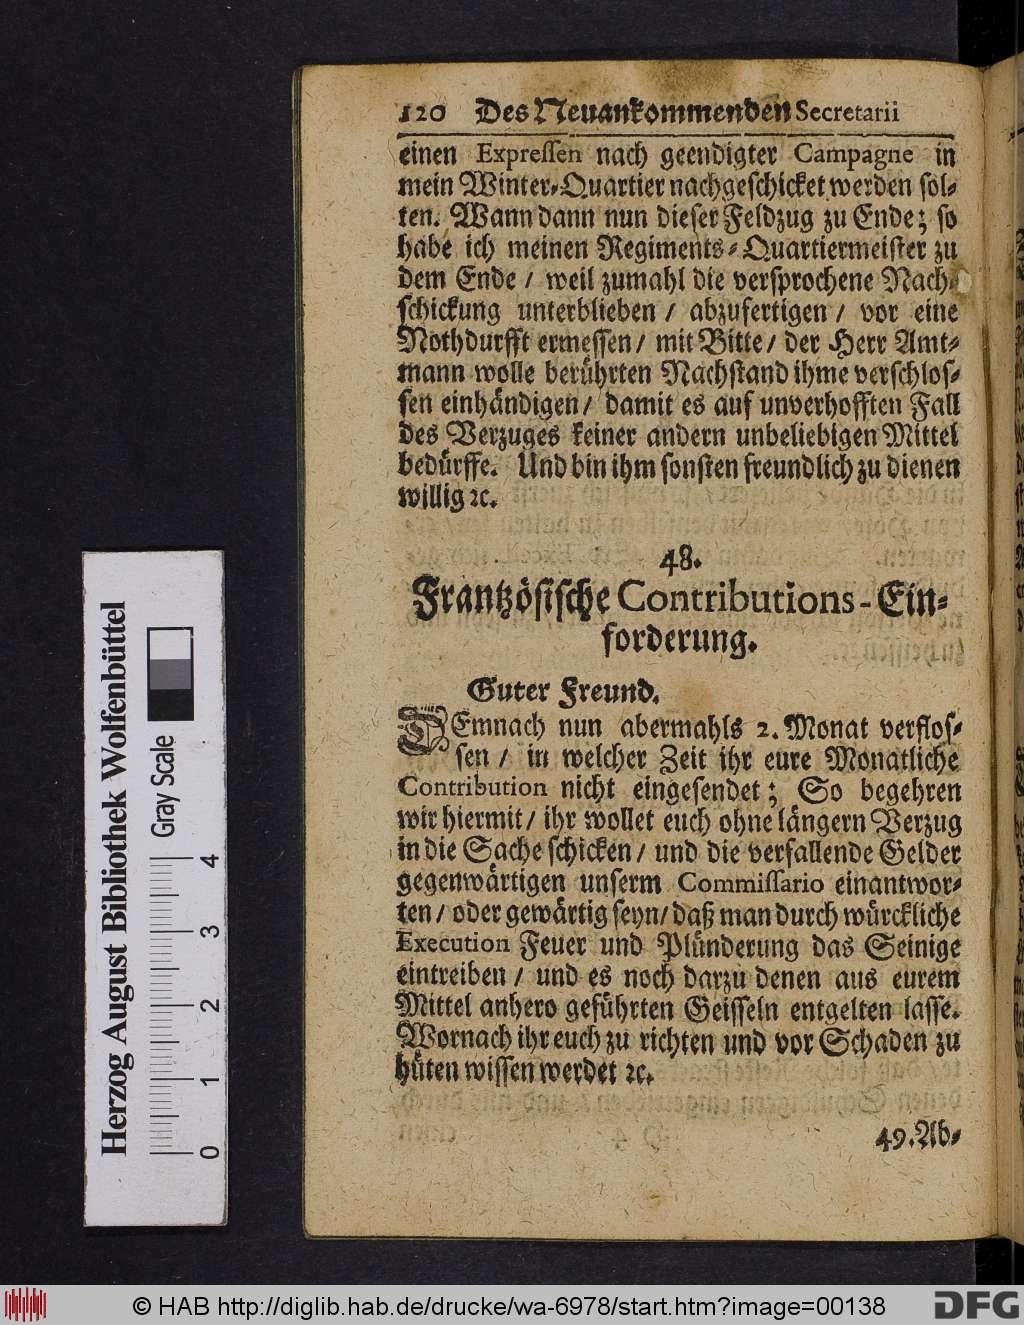 120 Des Neuankommenden Secretarii
einen Expressen nach geendigter Campagne in
mein Winter-Quartier nachgeschicket werden sol-
ten. Wann dann nun dieser Feldzug zu Ende; so
habe ich meinen Regiments-Quartiermeister zu
dem Ende / weil zumahl die versprochene Nach-
schickung unterblieben / abzufertigen / vor eine
Nothdurfft ermessen / mit Bitte / der Herr Amt-
mann wolle berührten Nachstand ihme verschlos-
sen einhändigen / damit es auf unverhofften Fall
des Verzuges keiner andern unbeliebigen Mittel
bedürffe. Und bin ihm sonsten freundlich zu dienen
willig ꝛc.
48.
Frantzösische Contributions-Ein-
forderung.
Guter Freund.
DEmnach nun abermahls 2. Monat verflos-
sen / in welcher Zeit ihr eure Monatliche
Contribution nicht eingesendet; So begehren
wir hiermit / ihr wollet euch ohne längern Verzug
in die Sache schicken / und die verfallende Gelder
gegenwärtigen unserm Commissario einantwor-
ten / oder gewärtig seyn / daß man durch würckliche
Execution Feuer und Plünderung das Seinige
eintreiben / und es noch darzu denen aus eurem
Mittel anhero geführten Geisseln entgelten lasse.
Wornach ihr euch zu richten und vor Schaden zu
hüten wissen werdet ꝛc.
49. Ab-
Herzog August Bibliothek Wolfenbüttel
Gray Scale
0 1 2 3 4
© HAB http://diglib.hab.de/drucke/wa-6978/start.htm?image=00138
DFG